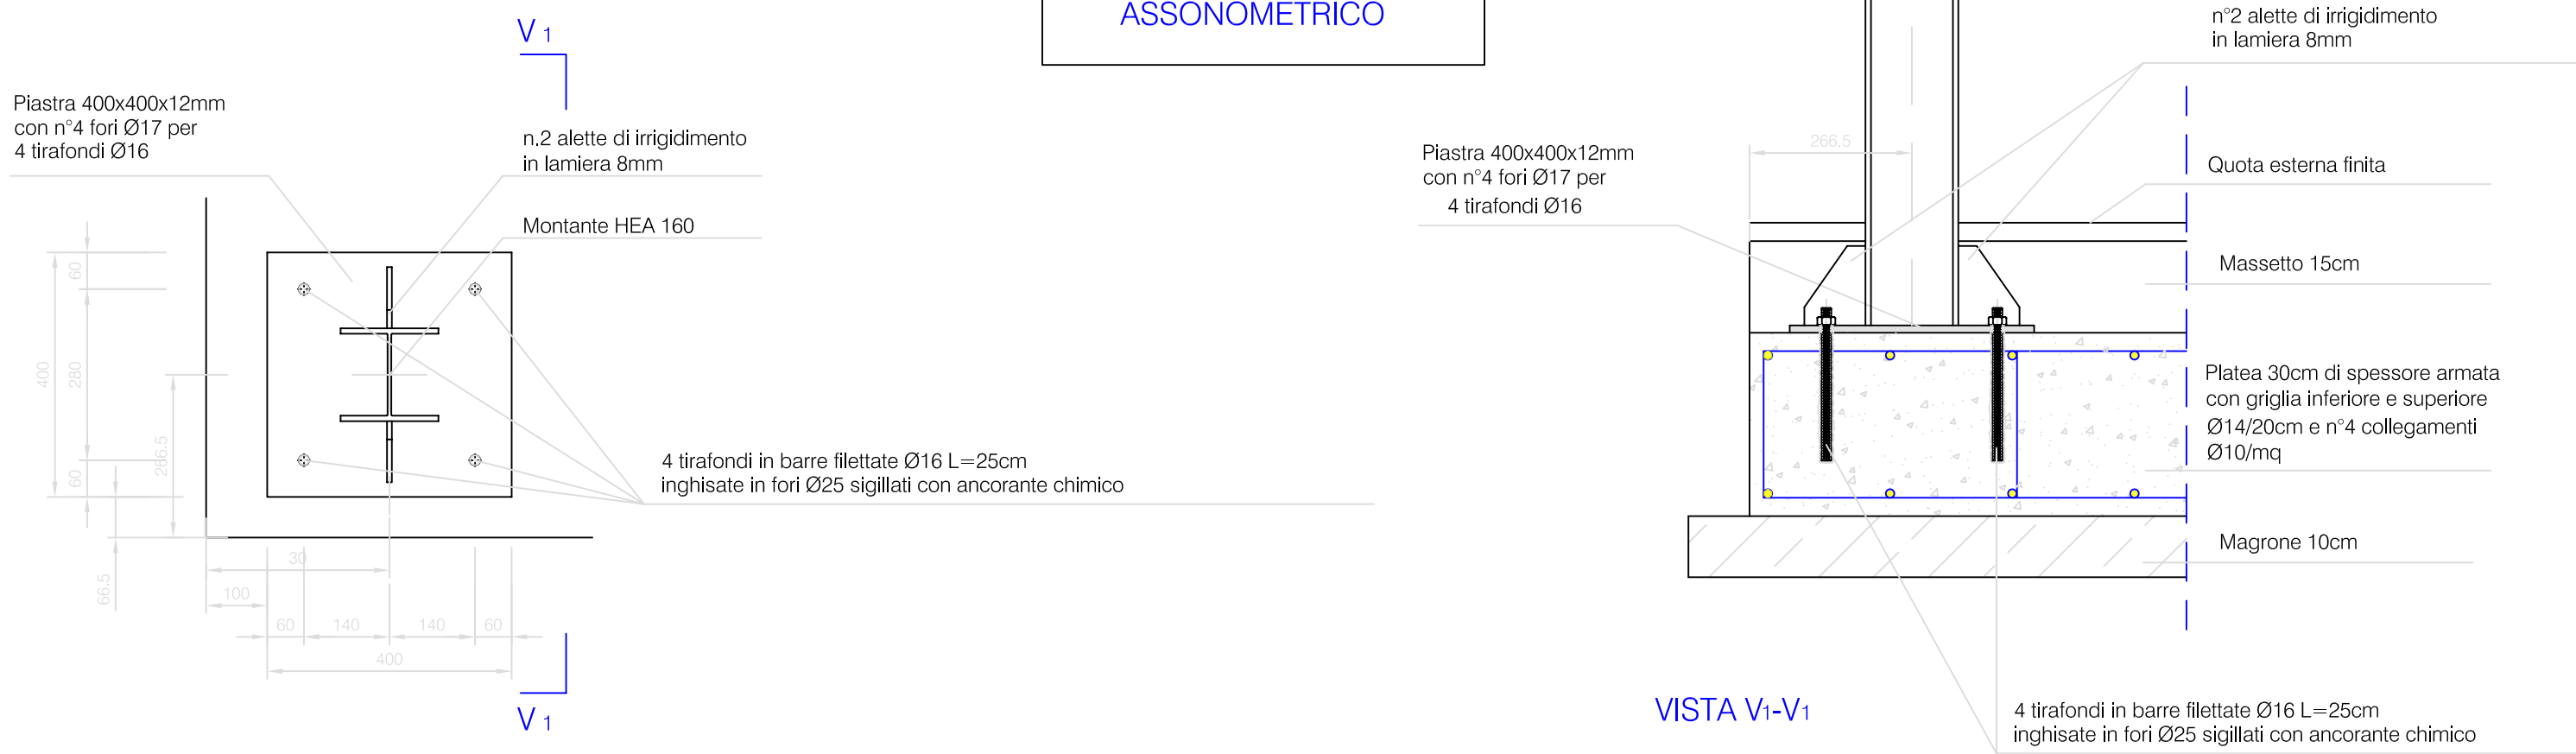 ASSONOMETRICO
V 1
Piastra 400x400x12mm
con n°4 fori Ø17 per
4 tirafondi Ø16
n.2 alette di irrigidimento
in lamiera 8mm
Montante HEA 160
60
280
400
60
266.5
66.5
30
100
60
140
140
60
400
4 tirafondi in barre filettate Ø16 L=25cm
inghisate in fori Ø25 sigillati con ancorante chimico
V 1
n°2 alette di irrigidimento
in lamiera 8mm
266.5
Piastra 400x400x12mm
con n°4 fori Ø17 per
4 tirafondi Ø16
Quota esterna finita
Massetto 15cm
Platea 30cm di spessore armata
con griglia inferiore e superiore
Ø14/20cm e n°4 collegamenti
Ø10/mq
Magrone 10cm
VISTA V1-V1
4 tirafondi in barre filettate Ø16 L=25cm
inghisate in fori Ø25 sigillati con ancorante chimico